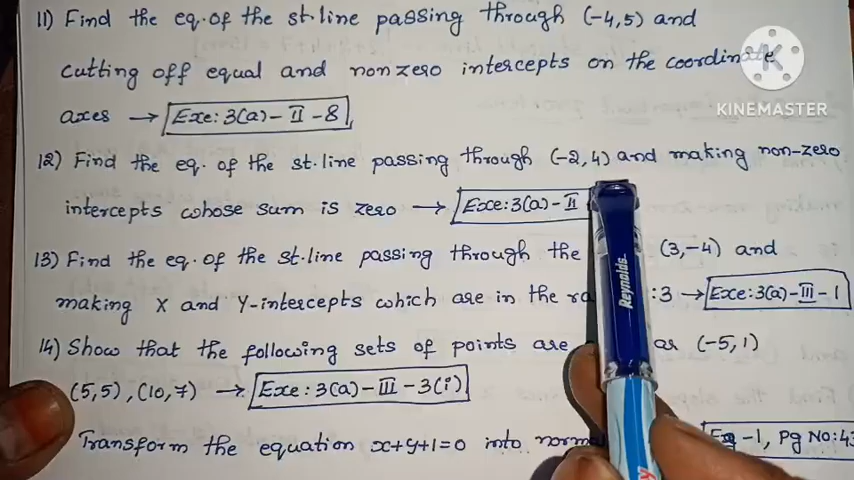 11) Find the eq. of the st. line passing through (-4,5) and
cutting off equal and nonzero intercepts on the coordinate
axes → Exe: 3(a)-II-8
KINEMASTER
12) Find the eq. of the st. line passing through (-2,4) and making non-zero
intercepts whose sum is zero → Exe: 3(a)-II
13) Find the eq. of the st. line passing through the (3,-4) and
making X and Y-intercepts which are in the :3 → Exe: 3(a)-III-1
14) Show that the following sets of points are (-5,1)
(5,5), (10,7) → Exe: 3(a)-III-3(i)
Transform the equation x+y+1=0 into -1, Pg No:43
Reynolds